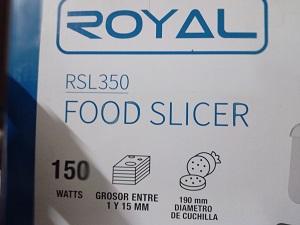 ROYAL
RSL350
FOOD SLICER
150
WATTS
GROSOR ENTRE
1 Y 15 MM
190 mm
DIAMETRO
DE CUCHILLA